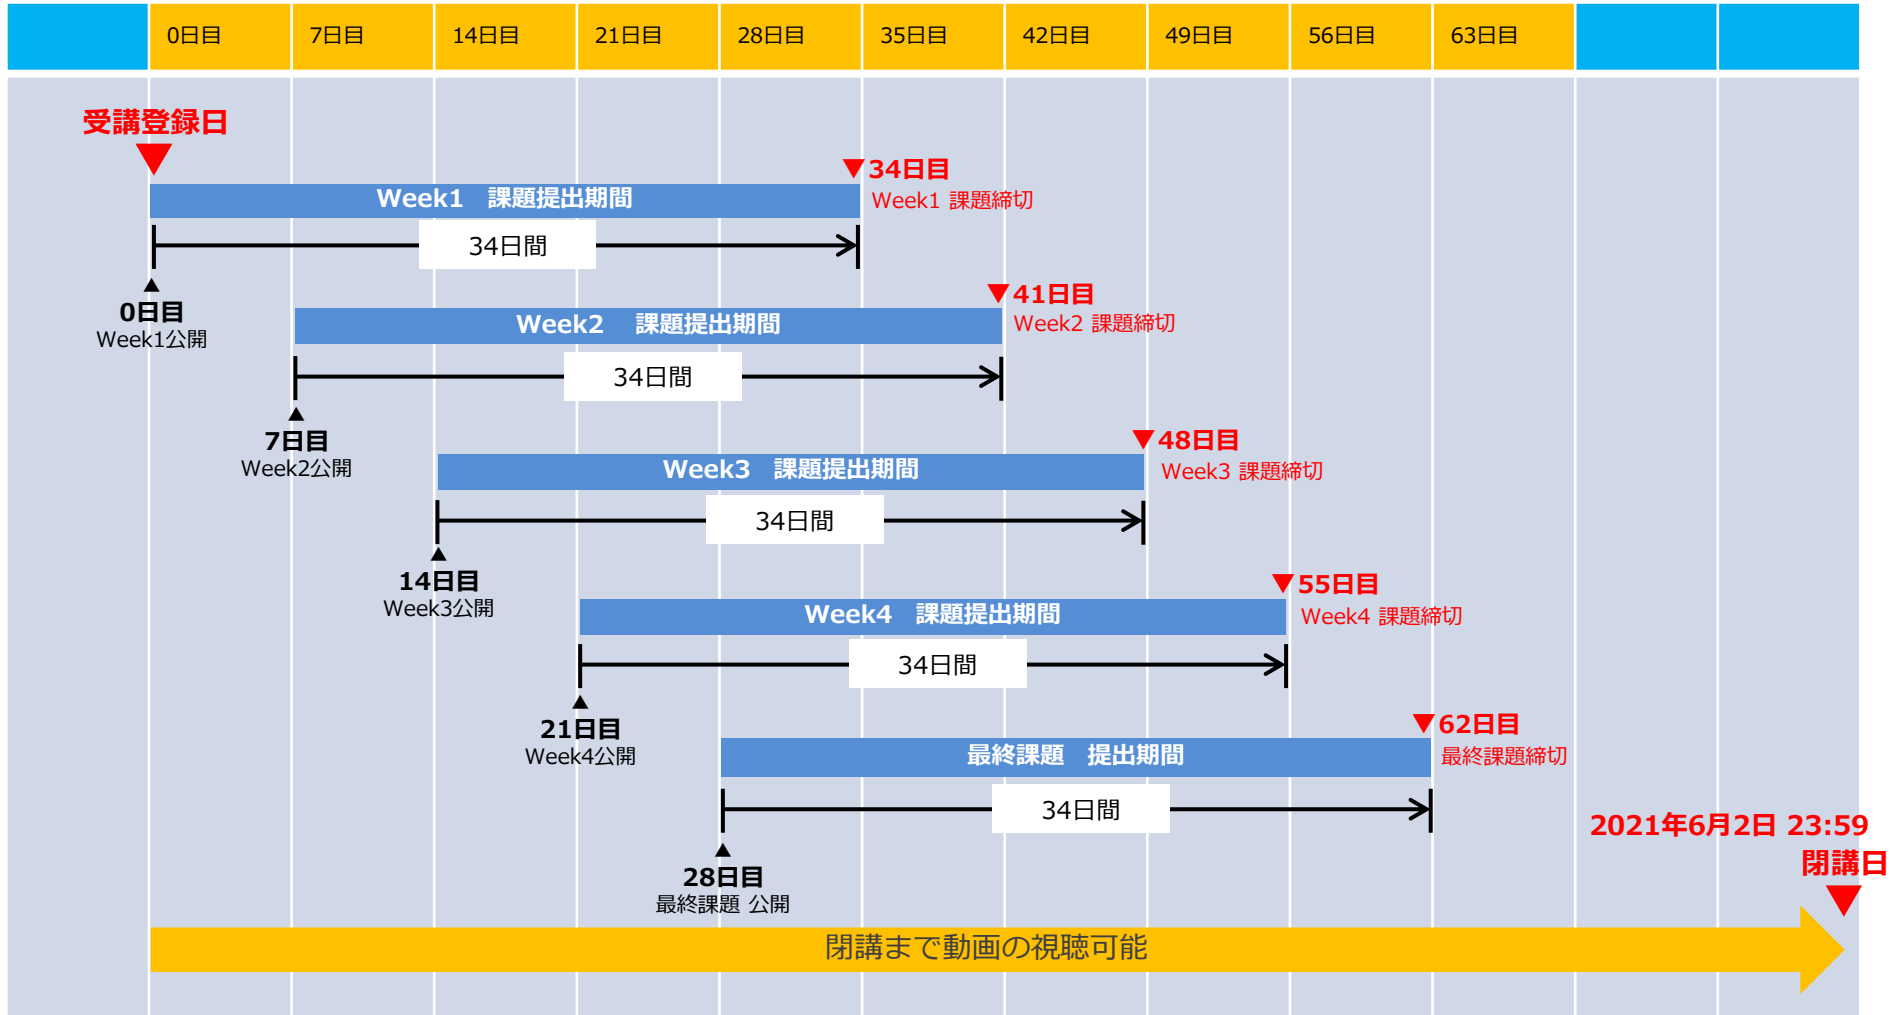 0日目 7日目 14日目 21日目 28日目 35日目 42日目 49日目 56日目 63日目
受講登録日
34日目
Week1　課題提出期間
Week1 課題締切
34日間
0日目
Week1公開
41日目
Week2　課題提出期間
Week2 課題締切
34日間
7日目
Week2公開
48日目
Week3　課題提出期間
Week3 課題締切
34日間
14日目
Week3公開
55日目
Week4　課題提出期間
Week4 課題締切
34日間
21日目
Week4公開
62日目
最終課題　提出期間
最終課題締切
34日間
28日目
最終課題 公開
2021年6月2日 23:59
閉講日
閉講まで動画の視聴可能